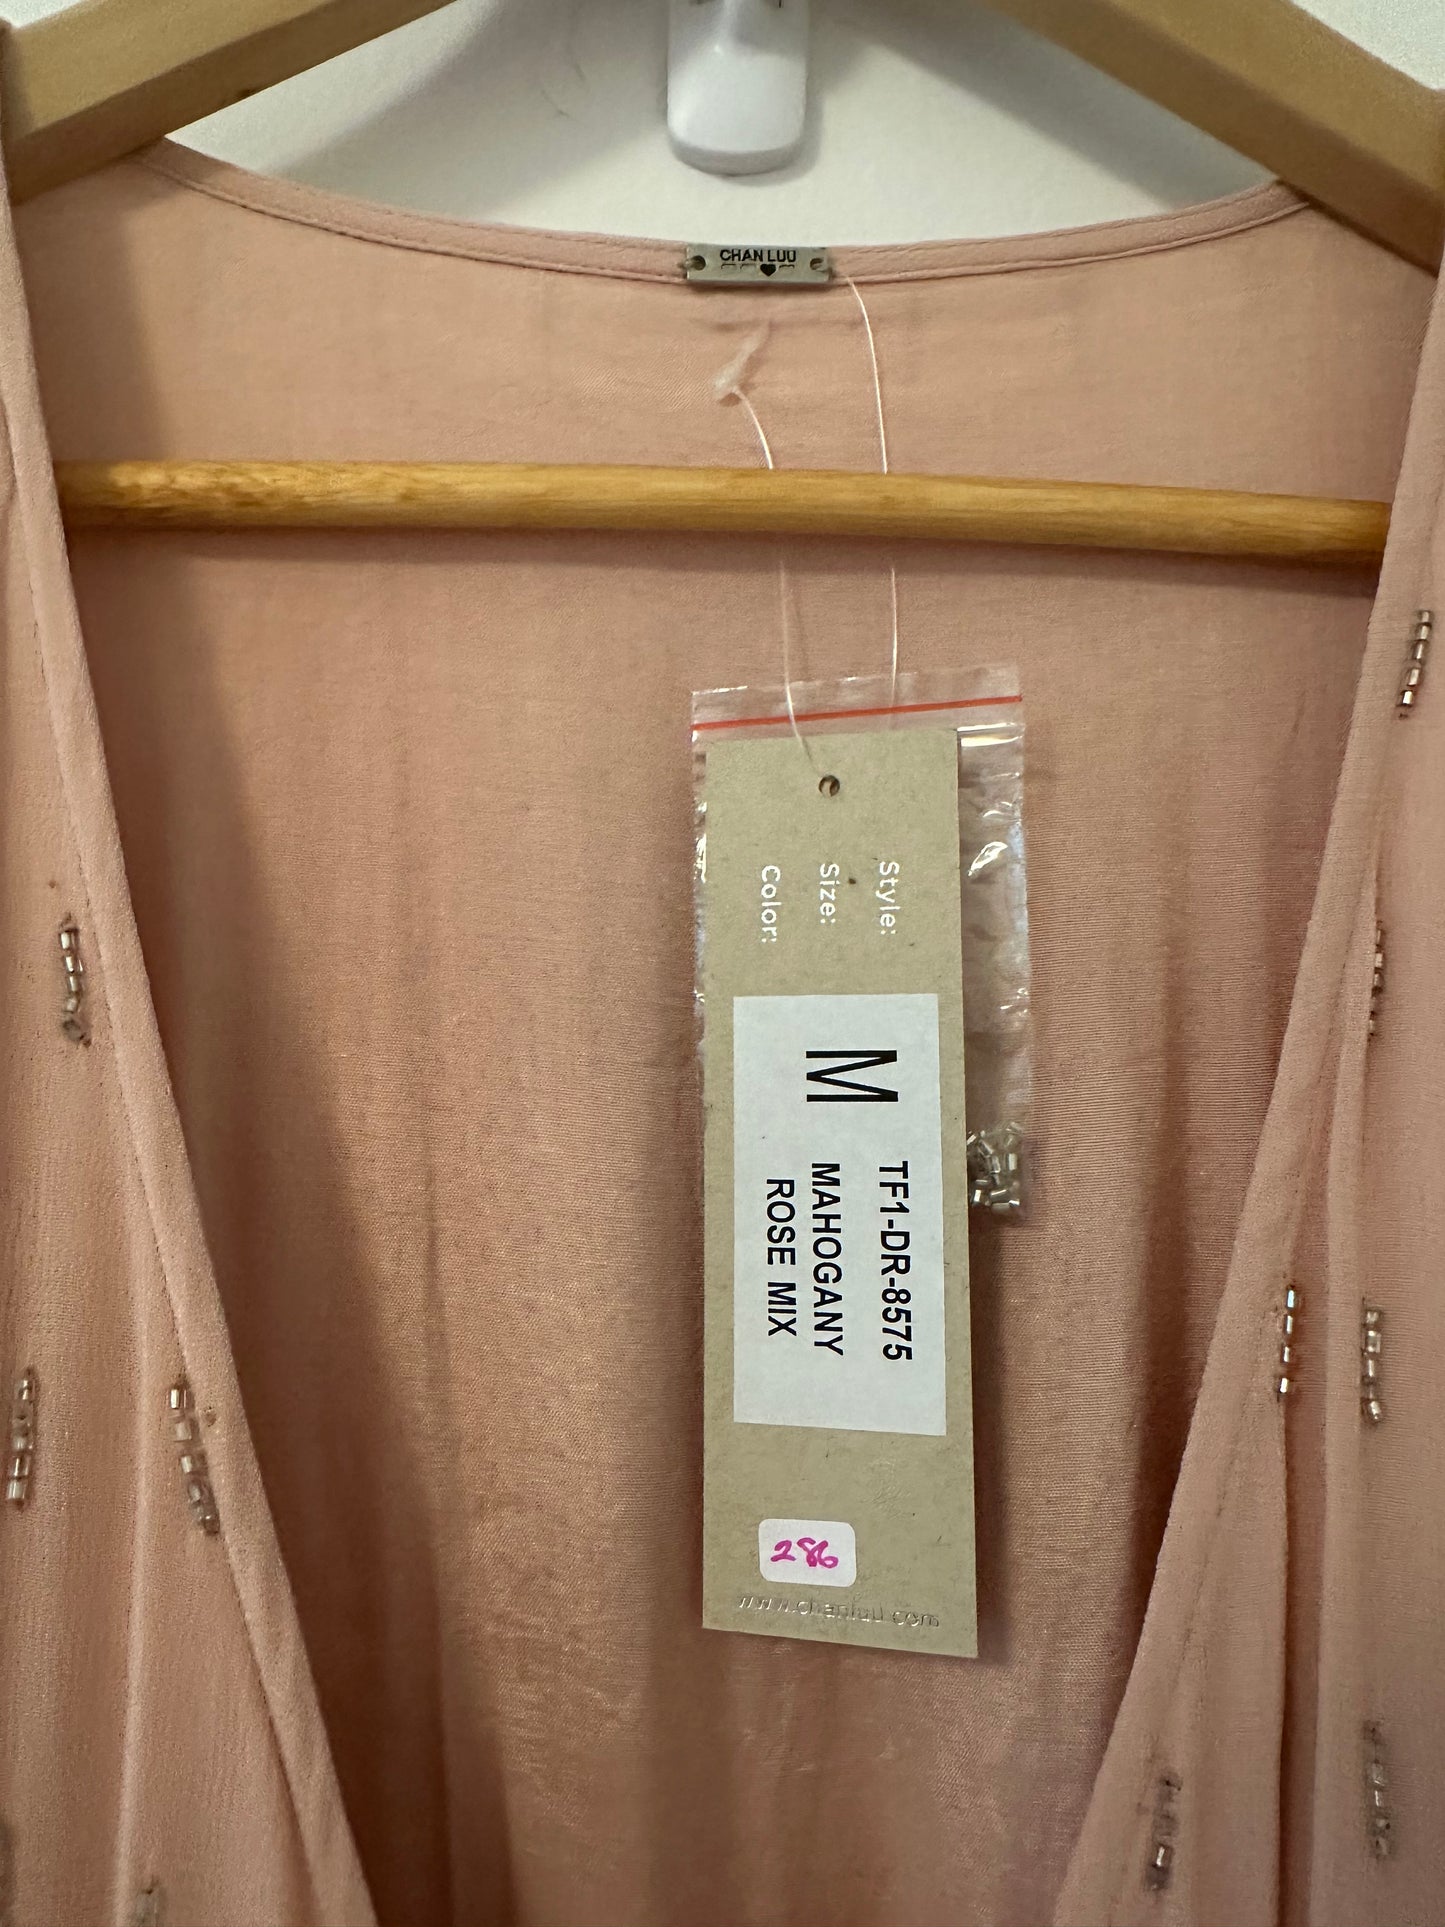 CHAN LUU
Style:
Size:
Color:
M
TF1-DR-8575
MAHOGANY
ROSE MIX
286
www.chanluu.com